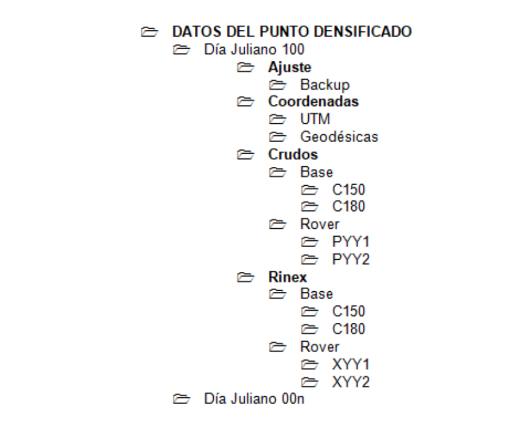 DATOS DEL PUNTO DENSIFICADO
Día Juliano 100
Ajuste
Backup
Coordenadas
UTM
Geodésicas
Crudos
Base
C150
C180
Rover
PYY1
PYY2
Rinex
Base
C150
C180
Rover
XYY1
XYY2
Día Juliano 00n